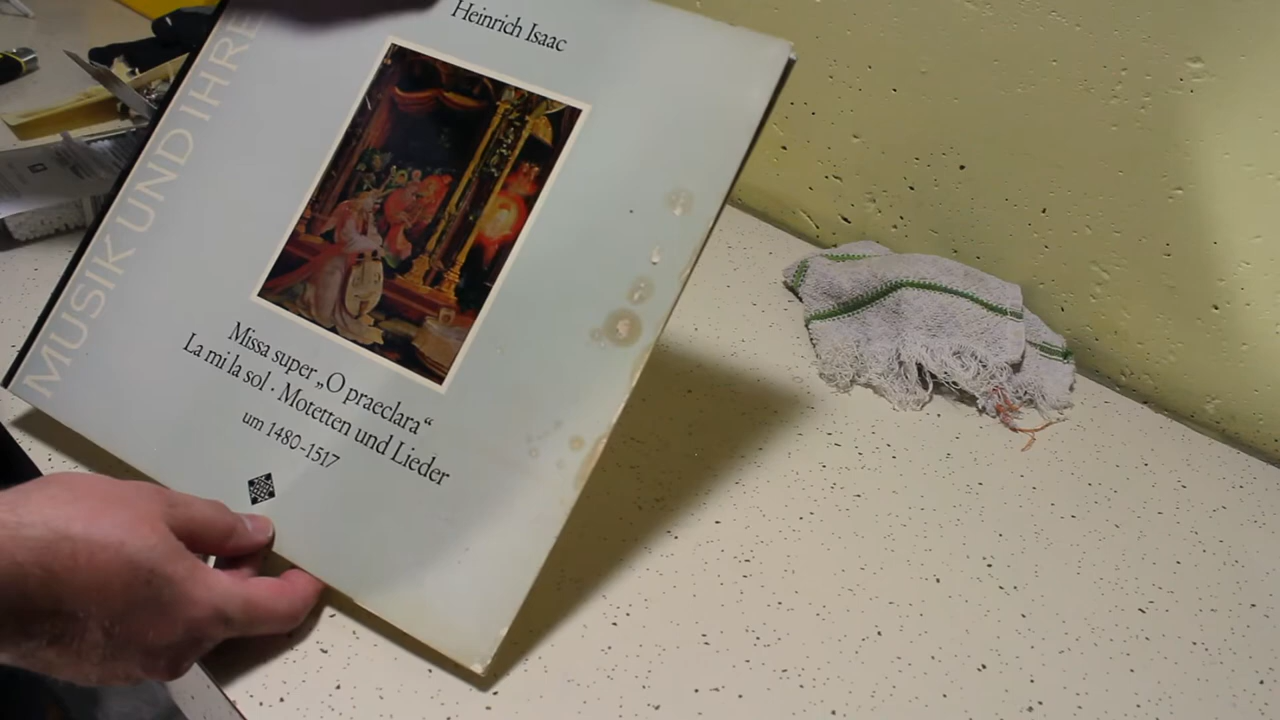 Heinrich Isaac
MUSIK UND IHRE
Missa super „O praeclara“
La mi la sol · Motetten und Lieder
um 1480-1517